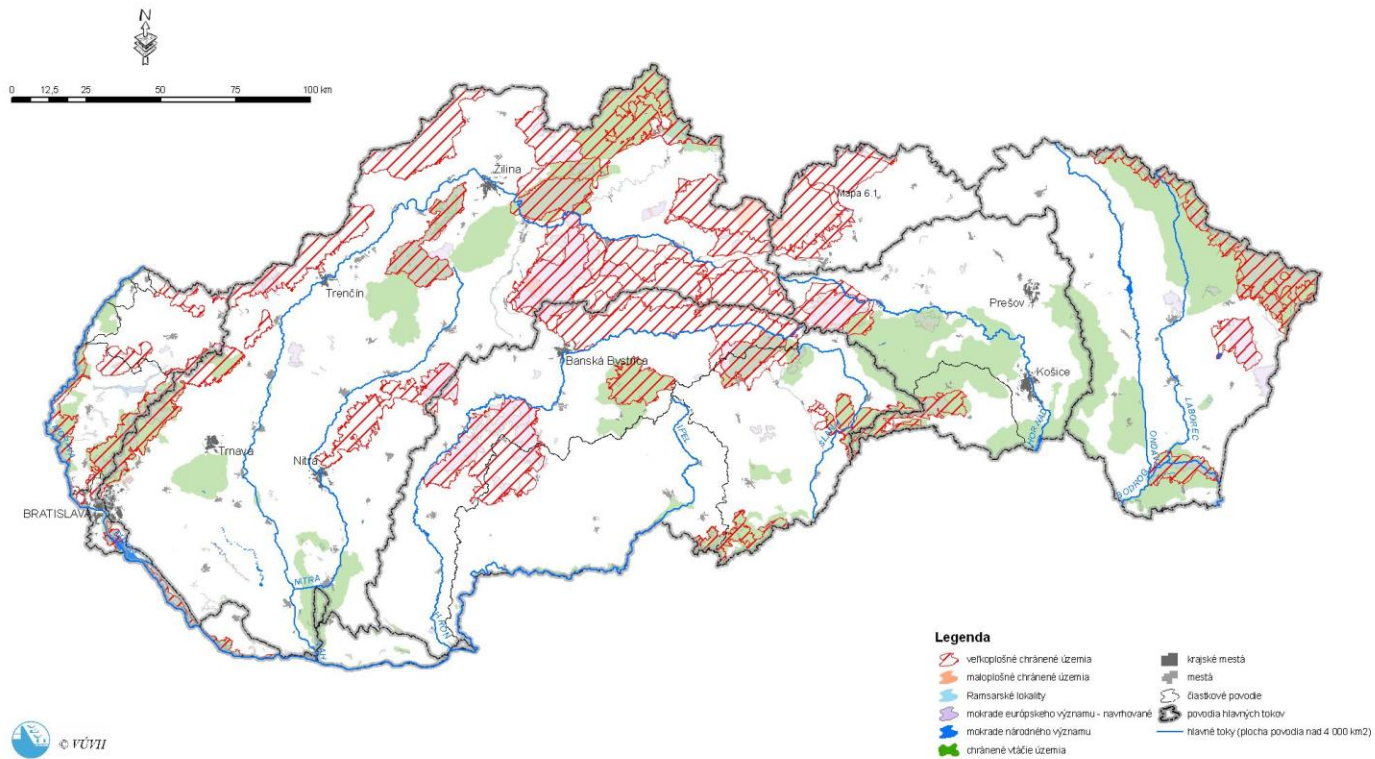 N
0 12,5 25 50 75 100 km
Žilina
Mapa 6.1
Trenčín
Prešov
Banská Bystrica
Košice
LABOREC
HORNÁD
IPEĽ
Trnava
Nitra
BODROG
BRATISLAVA
NITRA
HRON
Legenda
veľkoplošné chránené územia
maloplošné chránené územia
Ramsarské lokality
mokrade európskeho významu - navrhované
mokrade národného významu
chránené vtáčie územia
krajské mestá
mestá
čiastkové povodie
povodia hlavných tokov
hlavné toky (plocha povodia nad 4 000 km2)
© VÚVH